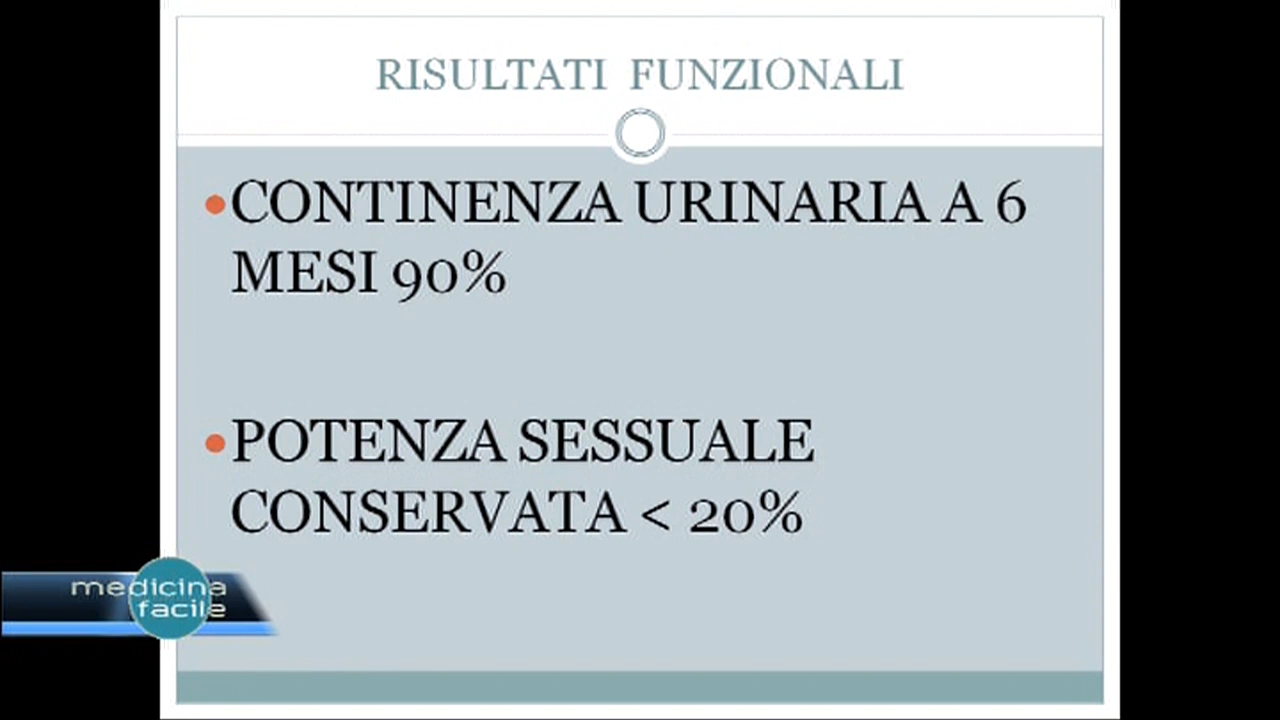 RISULTATI FUNZIONALI
•CONTINENZA URINARIA A 6
MESI 90%
•POTENZA SESSUALE
CONSERVATA < 20%
medicina
facile